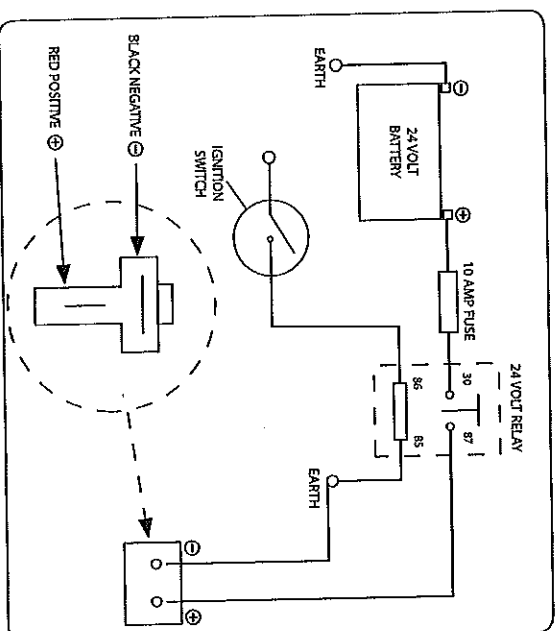 BLACK NEGATIVE ⊖
RED POSITIVE ⊕
EARTH
⊖
24 VOLT
BATTERY
⊕
IGNITION
SWITCH
10 AMP FUSE
24 VOLT RELAY
30
87
86
85
EARTH
⊖
⊕